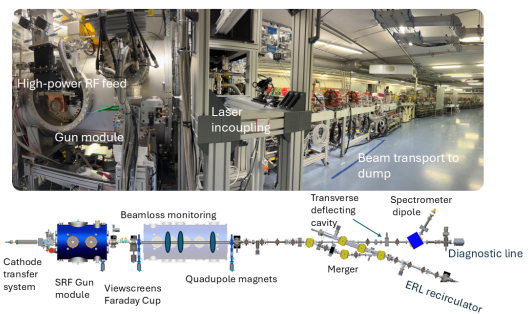 High-power RF feed
Gun module
Laser
incoupling
Beam transport to
dump
Transverse
deflecting
cavity
Spectrometer
dipole
Beamloss monitoring
Diagnostic line
Cathode
transfer
system
SRF Gun
module
Viewscreens
Faraday Cup
Quadupole magnets
Merger
ERL recirculator